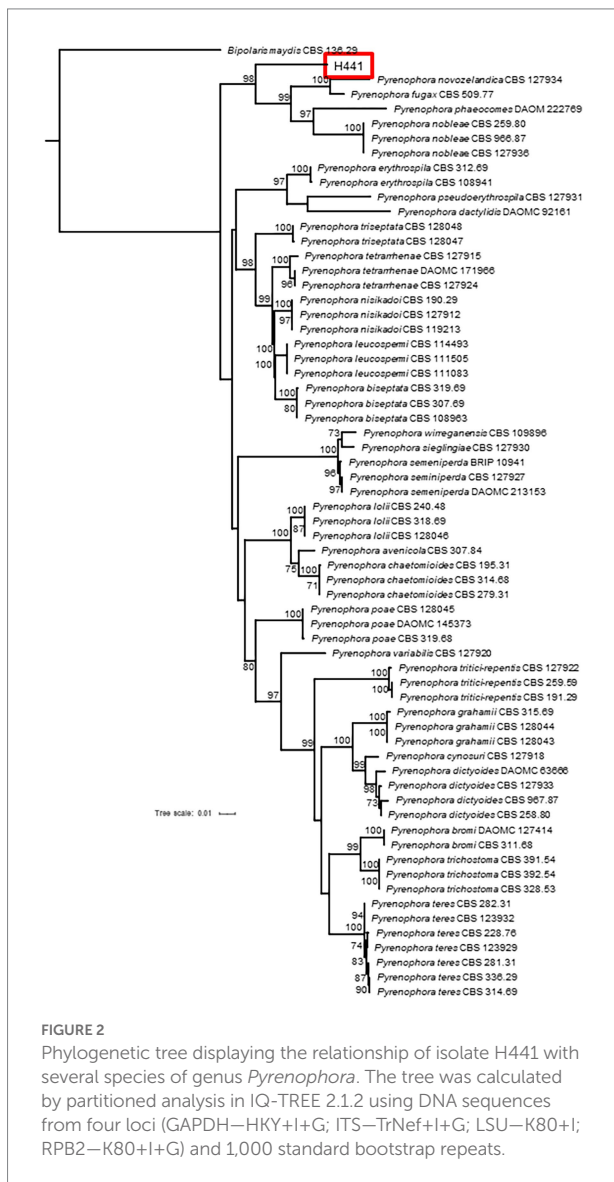 Bipolaris maydis CBS 136.29
H441
98
100
Pyrenophora novozelandica CBS 127934
99
Pyrenophora fugax CBS 509.77
97
Pyrenophora phaeocomes DAOM 222769
Pyrenophora nobleae CBS 259.80
100
Pyrenophora nobleae CBS 966.87
Pyrenophora nobleae CBS 127936
Pyrenophora erythrospila CBS 312.69
100
97
Pyrenophora erythrospila CBS 108941
Pyrenophora pseudoerythrospila CBS 127931
Pyrenophora dactylidis DAOMC 92161
100
Pyrenophora triseptata CBS 128048
Pyrenophora triseptata CBS 128047
98
100
Pyrenophora tetrarrhenae CBS 127915
Pyrenophora tetrarrhenae DAOMC 171966
96
Pyrenophora tetrarrhenae CBS 127924
99
100
Pyrenophora nisikadoi CBS 190.29
97
Pyrenophora nisikadoi CBS 127912
Pyrenophora nisikadoi CBS 119213
100
Pyrenophora leucospermi CBS 114493
100
Pyrenophora leucospermi CBS 111505
Pyrenophora leucospermi CBS 111083
100
Pyrenophora biseptata CBS 319.69
80
Pyrenophora biseptata CBS 307.69
Pyrenophora biseptata CBS 108963
73
Pyrenophora wirreganensis CBS 109896
100
Pyrenophora sieglingiae CBS 127930
Pyrenophora semeniperda BRIP 10941
96
Pyrenophora seminiperda CBS 127927
97
Pyrenophora semeniperda DAOMC 213153
Pyrenophora lolii CBS 240.48
100
87
Pyrenophora lolii CBS 318.69
Pyrenophora lolii CBS 128046
100
Pyrenophora avenicola CBS 307.84
75
100
Pyrenophora chaetomioides CBS 195.31
71
Pyrenophora chaetomioides CBS 314.68
Pyrenophora chaetomioides CBS 279.31
100
Pyrenophora poae CBS 128045
Pyrenophora poae DAOMC 145373
Pyrenophora poae CBS 319.68
80
Pyrenophora variabilis CBS 127920
97
100
Pyrenophora tritici-repentis CBS 127922
100
Pyrenophora tritici-repentis CBS 259.59
Pyrenophora tritici-repentis CBS 191.29
99
100
Pyrenophora grahamii CBS 315.69
100
Pyrenophora grahamii CBS 128044
Pyrenophora grahamii CBS 128043
100
99
Pyrenophora cynosuri CBS 127918
Pyrenophora dictyoides DAOMC 63666
98
Pyrenophora dictyoides CBS 127933
73
Pyrenophora dictyoides CBS 967.87
Pyrenophora dictyoides CBS 258.80
Tree scale: 0.01
100
Pyrenophora bromi DAOMC 127414
Pyrenophora bromi CBS 311.68
99
100
Pyrenophora trichostoma CBS 391.54
100
Pyrenophora trichostoma CBS 392.54
Pyrenophora trichostoma CBS 328.53
Pyrenophora teres CBS 282.31
94
Pyrenophora teres CBS 123932
100
Pyrenophora teres CBS 228.76
74
Pyrenophora teres CBS 123929
83
Pyrenophora teres CBS 281.31
87
Pyrenophora teres CBS 336.29
90
Pyrenophora teres CBS 314.69
FIGURE 2
Phylogenetic tree displaying the relationship of isolate H441 with
several species of genus Pyrenophora. The tree was calculated
by partitioned analysis in IQ-TREE 2.1.2 using DNA sequences
from four loci (GAPDH—HKY+I+G; ITS—TrNef+I+G; LSU—K80+I;
RPB2—K80+I+G) and 1,000 standard bootstrap repeats.